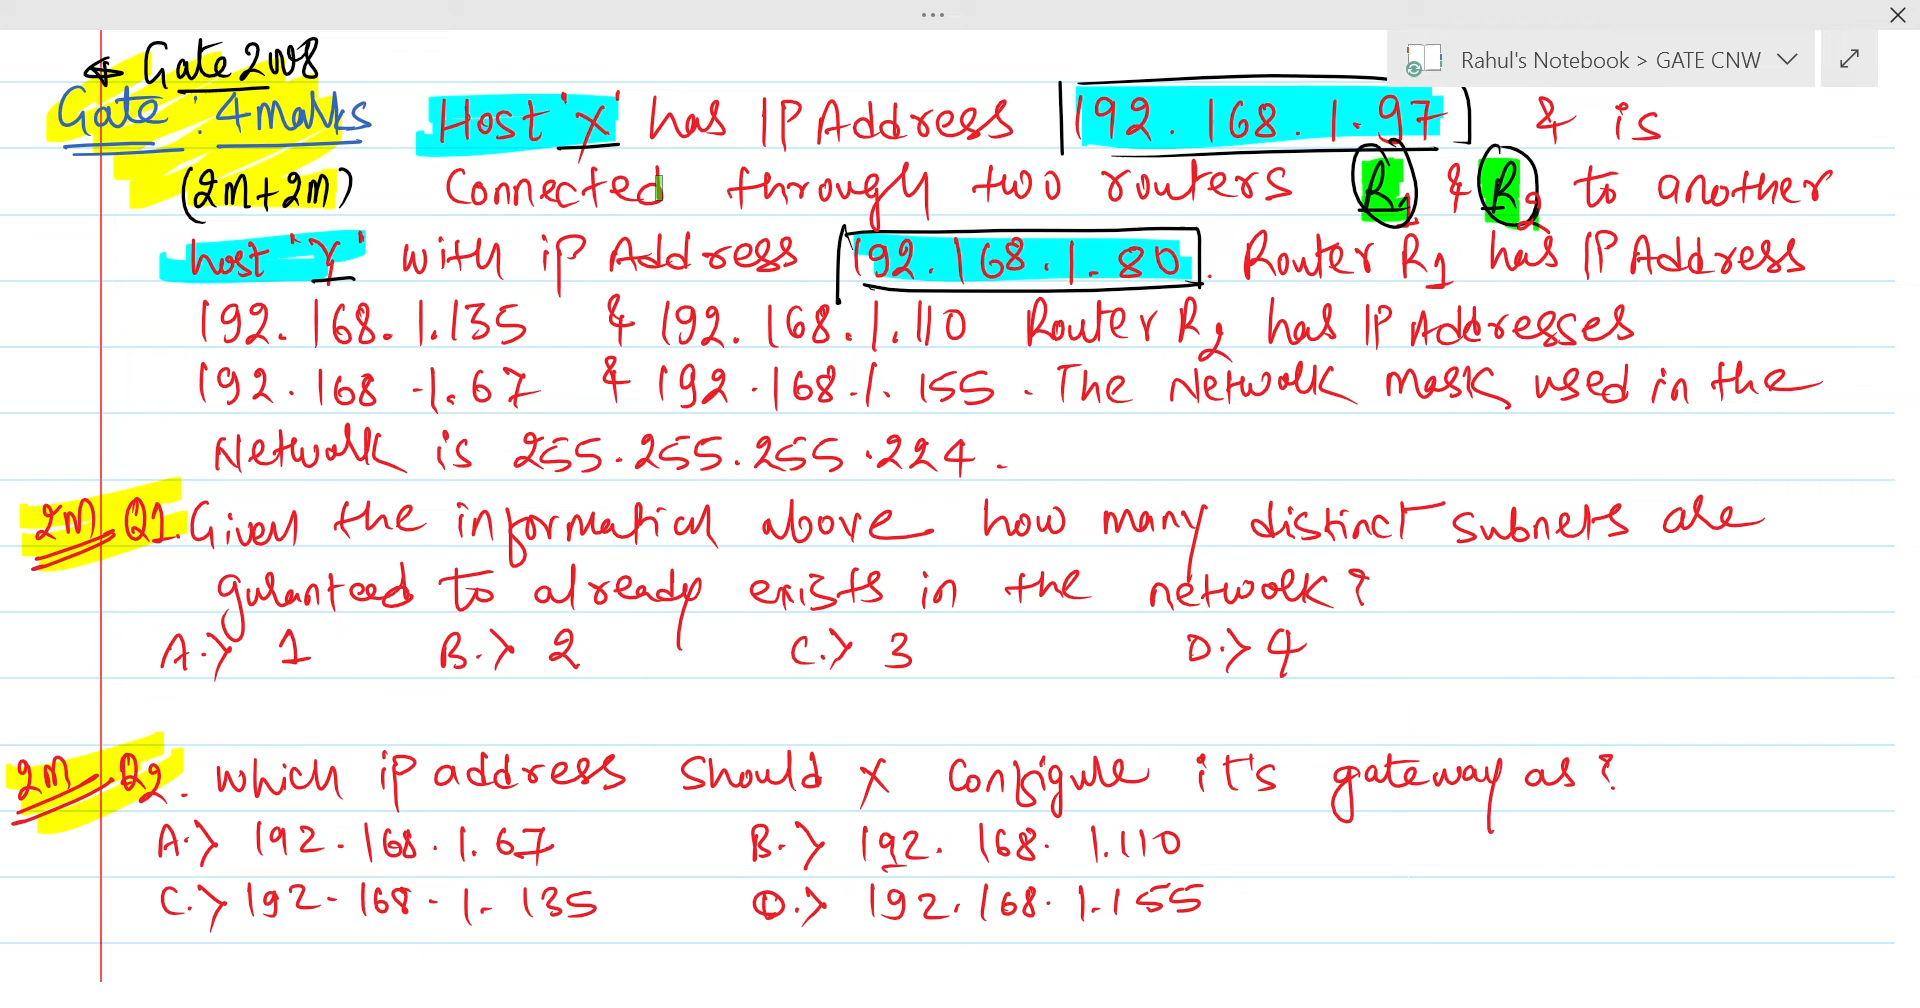 Rahul's Notebook > GATE CNW
← Gate 2008
Gate : 4 marks
(2M+2M)
Host 'X' has IP Address 192.168.1.97 & is
Connected through two routers R1 & R2 to another
host 'Y' with iP Address 192.168.1.80. Router R1 has IP Address
192.168.1.135 & 192.168.1.110 Router R2 has IP Addresses
192.168.1.67 & 192.168.1.155. The Network mask used in the
Network is 255.255.255.224.
2M Q1. Given the information above how many distinct subnets are
guranteed to already exists in the network?
A.> 1 B.> 2 C.> 3 D.> 4
2M Q2. which ip address should X configure it's gateway as?
A.> 192.168.1.67 B.> 192.168.1.110
C.> 192.168.1.135 D.> 192.168.1.155